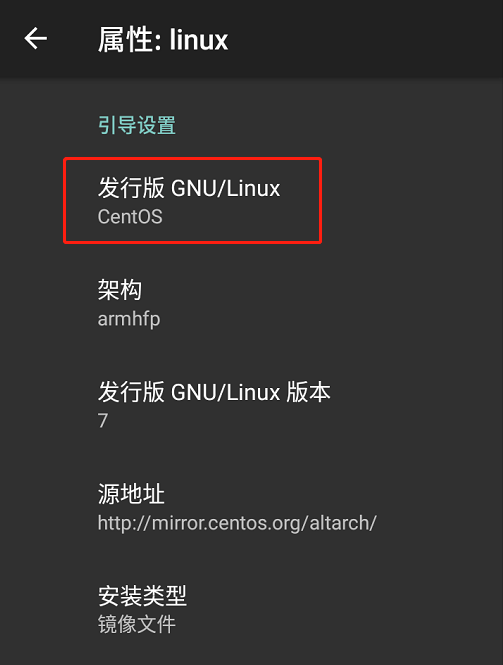 属性: linux
引导设置
发行版 GNU/Linux
CentOS
架构
armhfp
发行版 GNU/Linux 版本
7
源地址
http://mirror.centos.org/altarch/
安装类型
镜像文件